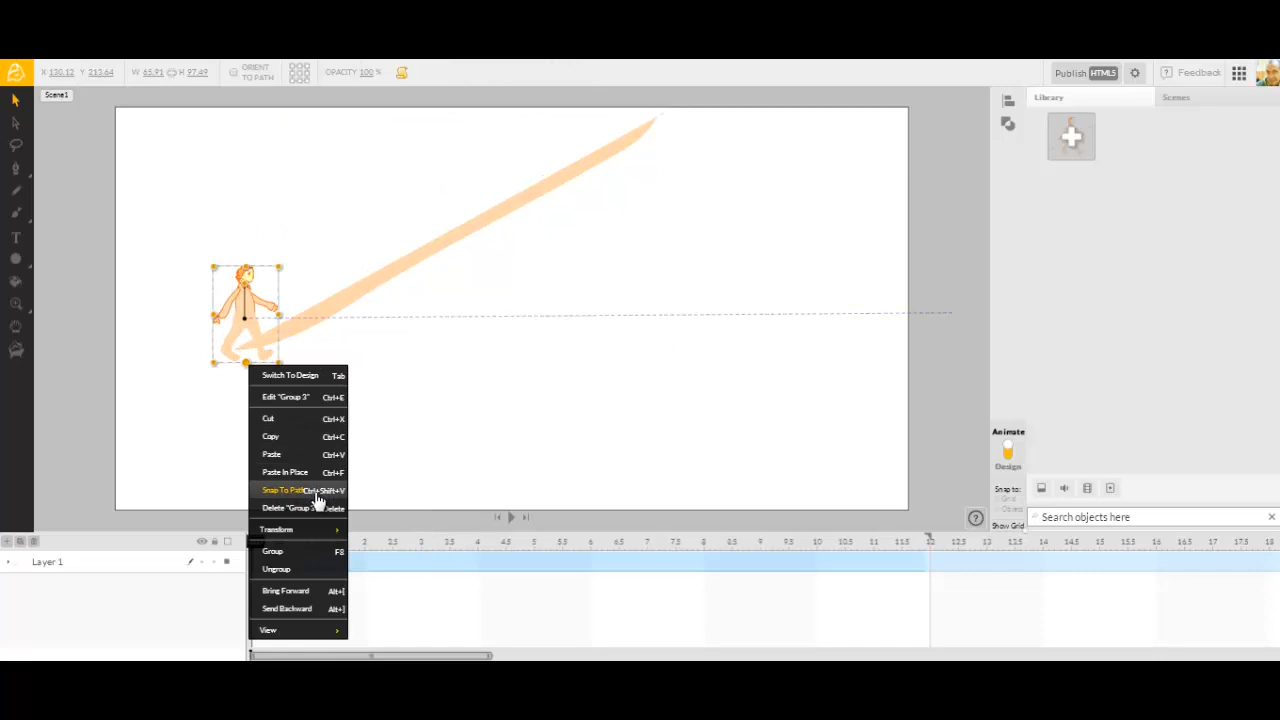 X 130.12 Y 213.64 W 65.91 H 97.49 ORIENT TO PATH OPACITY 100 %
Publish HTML5 Feedback
Scene1
Library Scenes
Switch To Design Tab
Edit "Group 3" Ctrl+E
Cut Ctrl+X
Copy Ctrl+C
Paste Ctrl+V
Paste In Place Ctrl+F
Snap To Path Ctrl+Shift+V
Delete "Group 3" Delete
Transform
Group F8
Ungroup
Bring Forward Alt+[
Send Backward Alt+]
View
Animate
Design
Snap to:
Grid
Object
Show Grid
Search objects here
2 2.5 3 3.5 4 4.5 5 5.5 6 6.5 7 7.5 8 8.5 9 9.5 10 10.5 11 11.5 12 12.5 13 13.5 14 14.5 15 15.5 16 16.5 17 17.5 18
Layer 1